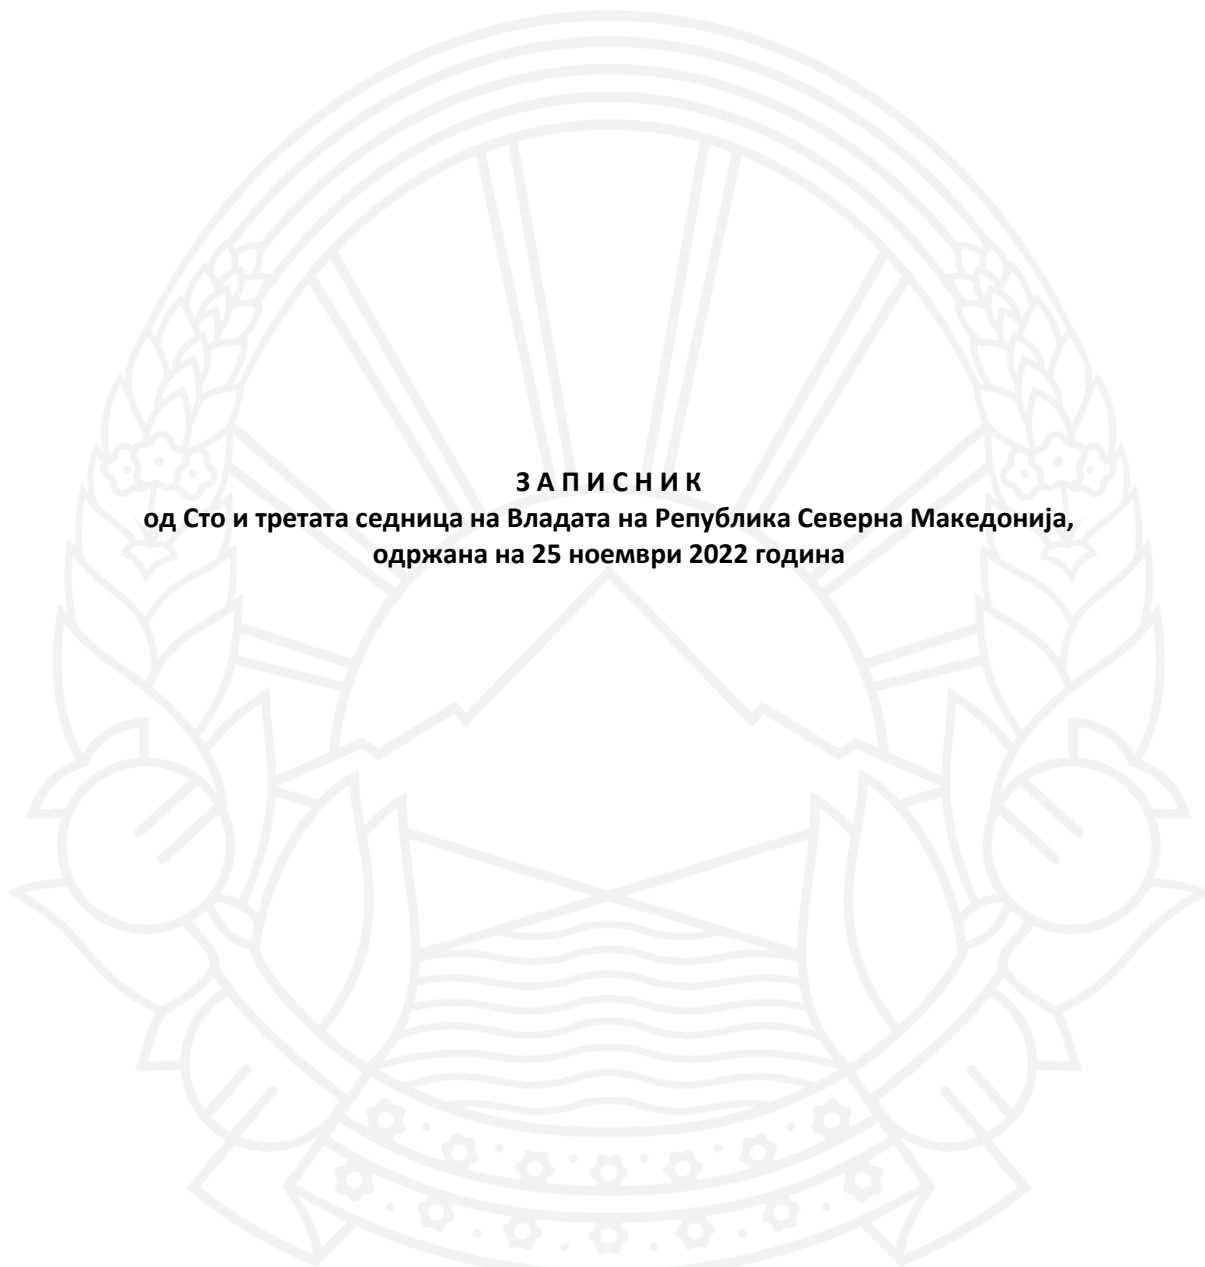 З А П И С Н И К
од Сто и третата седница на Владата на Република Северна Македонија,
одржана на 25 ноември 2022 година